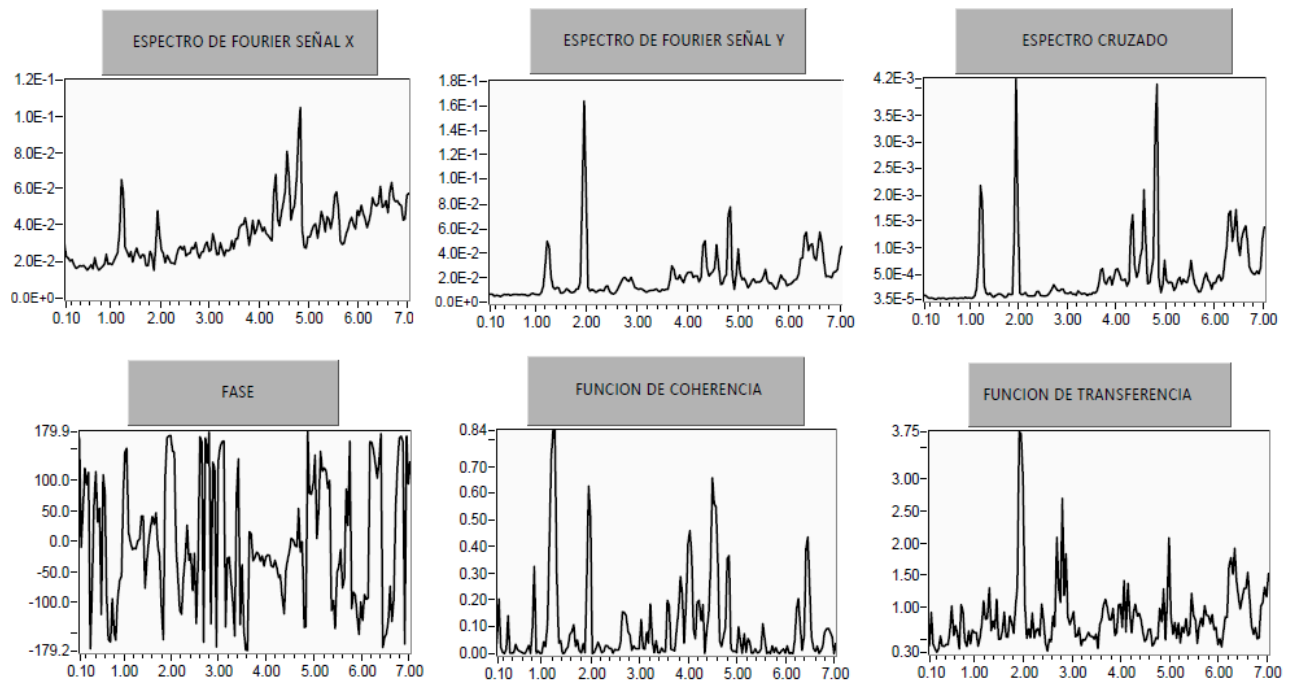 ESPECTRO DE FOURIER SEÑAL X
1.2E-1
1.0E-1
8.0E-2
6.0E-2
4.0E-2
2.0E-2
0.0E+0
0.10 1.00 2.00 3.00 4.00 5.00 6.00 7.00
ESPECTRO DE FOURIER SEÑAL Y
1.8E-1
1.6E-1
1.4E-1
1.2E-1
1.0E-1
8.0E-2
6.0E-2
4.0E-2
2.0E-2
0.0E+0
0.10 1.00 2.00 3.00 4.00 5.00 6.00 7.00
ESPECTRO CRUZADO
4.2E-3
3.5E-3
3.0E-3
2.0E-3
1.5E-3
1.0E-3
5.0E-4
3.5E-5
0.10 1.00 2.00 3.00 4.00 5.00 6.00 7.00
FASE
179.9
100.0
50.0
0.0
-50.0
-100.0
-179.2
0.10 1.00 2.00 3.00 4.00 5.00 6.00 7.00
FUNCION DE COHERENCIA
0.84
0.70
0.60
0.50
0.40
0.30
0.20
0.10
0.00
0.10 1.00 2.00 3.00 4.00 5.00 6.00 7.00
FUNCION DE TRANSFERENCIA
3.75
3.00
2.50
2.00
1.50
1.00
0.30
0.10 1.00 2.00 3.00 4.00 5.00 6.00 7.00